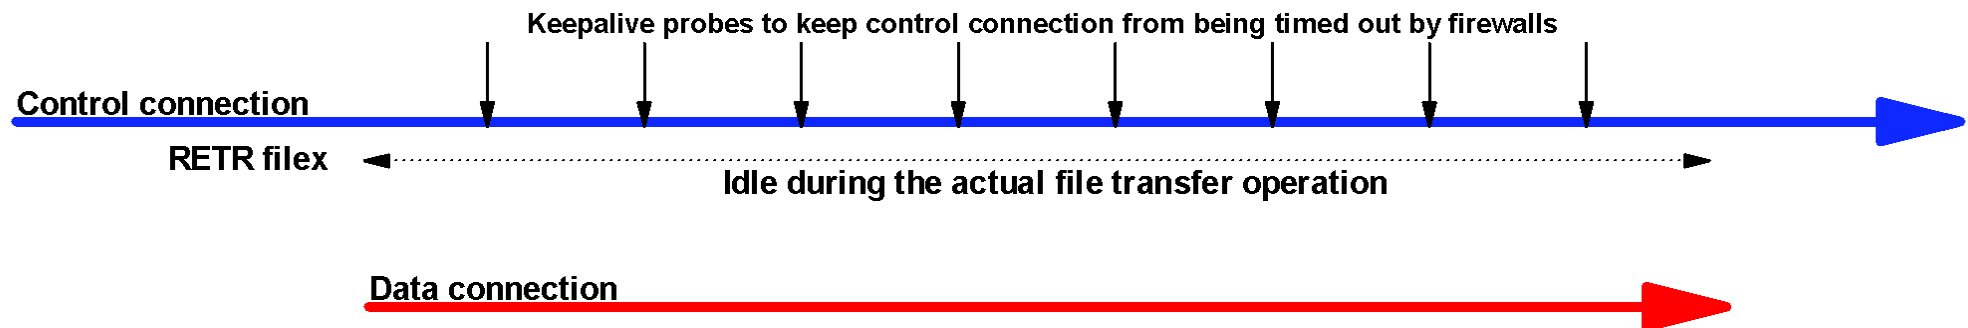 Keepalive probes to keep control connection from being timed out by firewalls
Control connection
RETR filex
Idle during the actual file transfer operation
Data connection